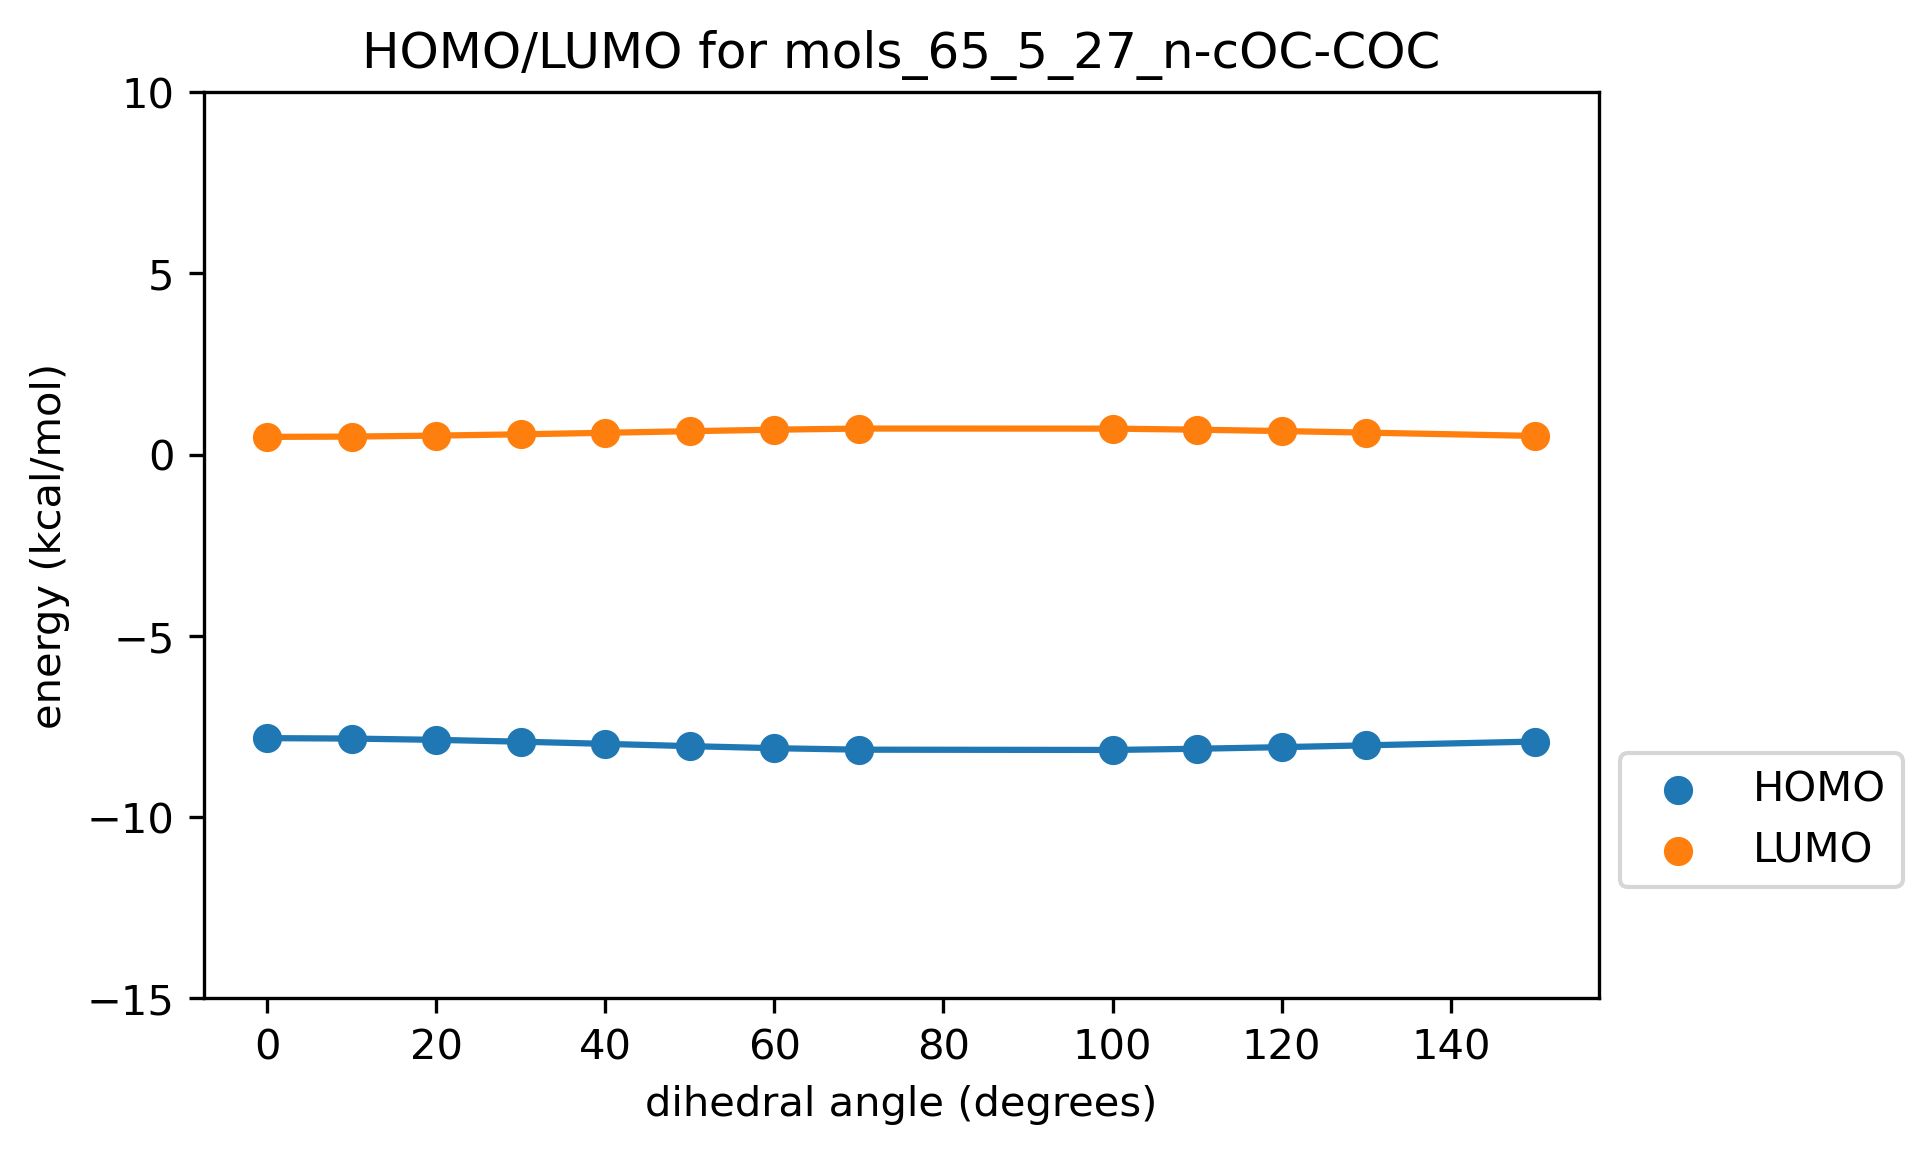 HOMO/LUMO for mols_65_5_27_n-cOC-COC
10
5
0
−5
−10
−15
energy (kcal/mol)
0 20 40 60 80 100 120 140
dihedral angle (degrees)
HOMO
LUMO